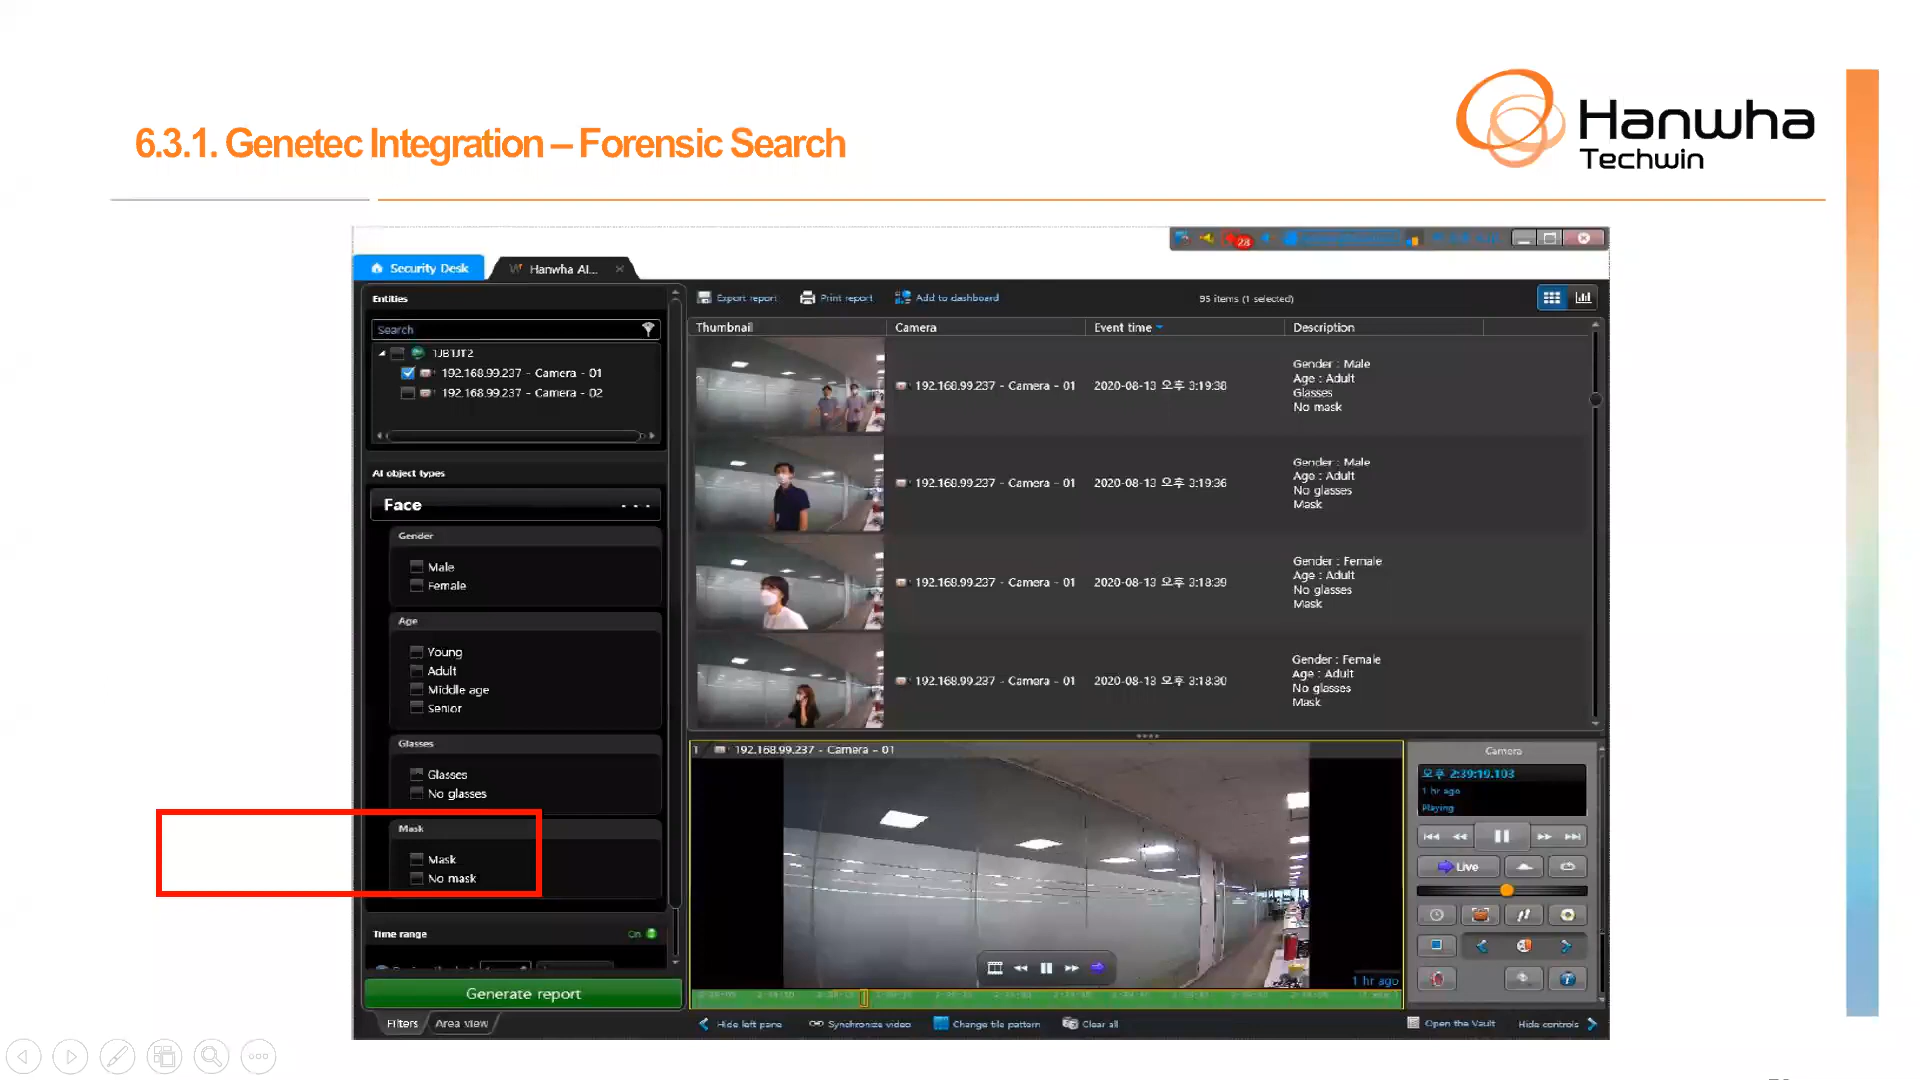 6.3.1. Genetec Integration – Forensic Search
Hanwha
Techwin
28
Security Desk
Hanwha AI...
Entities
Search
1JB1JT2
192.168.99.237 - Camera - 01
192.168.99.237 - Camera - 02
AI object types
Face
Gender
Male
Female
Age
Young
Adult
Middle age
Senior
Glasses
Glasses
No glasses
Mask
Mask
No mask
Time range
On
Generate report
Filters
Area view
Export report
Print report
Add to dashboard
95 items (1 selected)
Thumbnail
Camera
Event time
Description
192.168.99.237 - Camera - 01
2020-08-13 오후 3:19:38
Gender : Male
Age : Adult
Glasses
No mask
192.168.99.237 - Camera - 01
2020-08-13 오후 3:19:36
Gender : Male
Age : Adult
No glasses
Mask
192.168.99.237 - Camera - 01
2020-08-13 오후 3:18:39
Gender : Female
Age : Adult
No glasses
Mask
192.168.99.237 - Camera - 01
2020-08-13 오후 3:18:30
Gender : Female
Age : Adult
No glasses
Mask
1
192.168.99.237 - Camera - 01
1 hr ago
Camera
오후 2:39:19.103
1 hr ago
Playing
Live
Hide left pane
Synchronize video
Change tile pattern
Clear all
Open the Vault
Hide controls